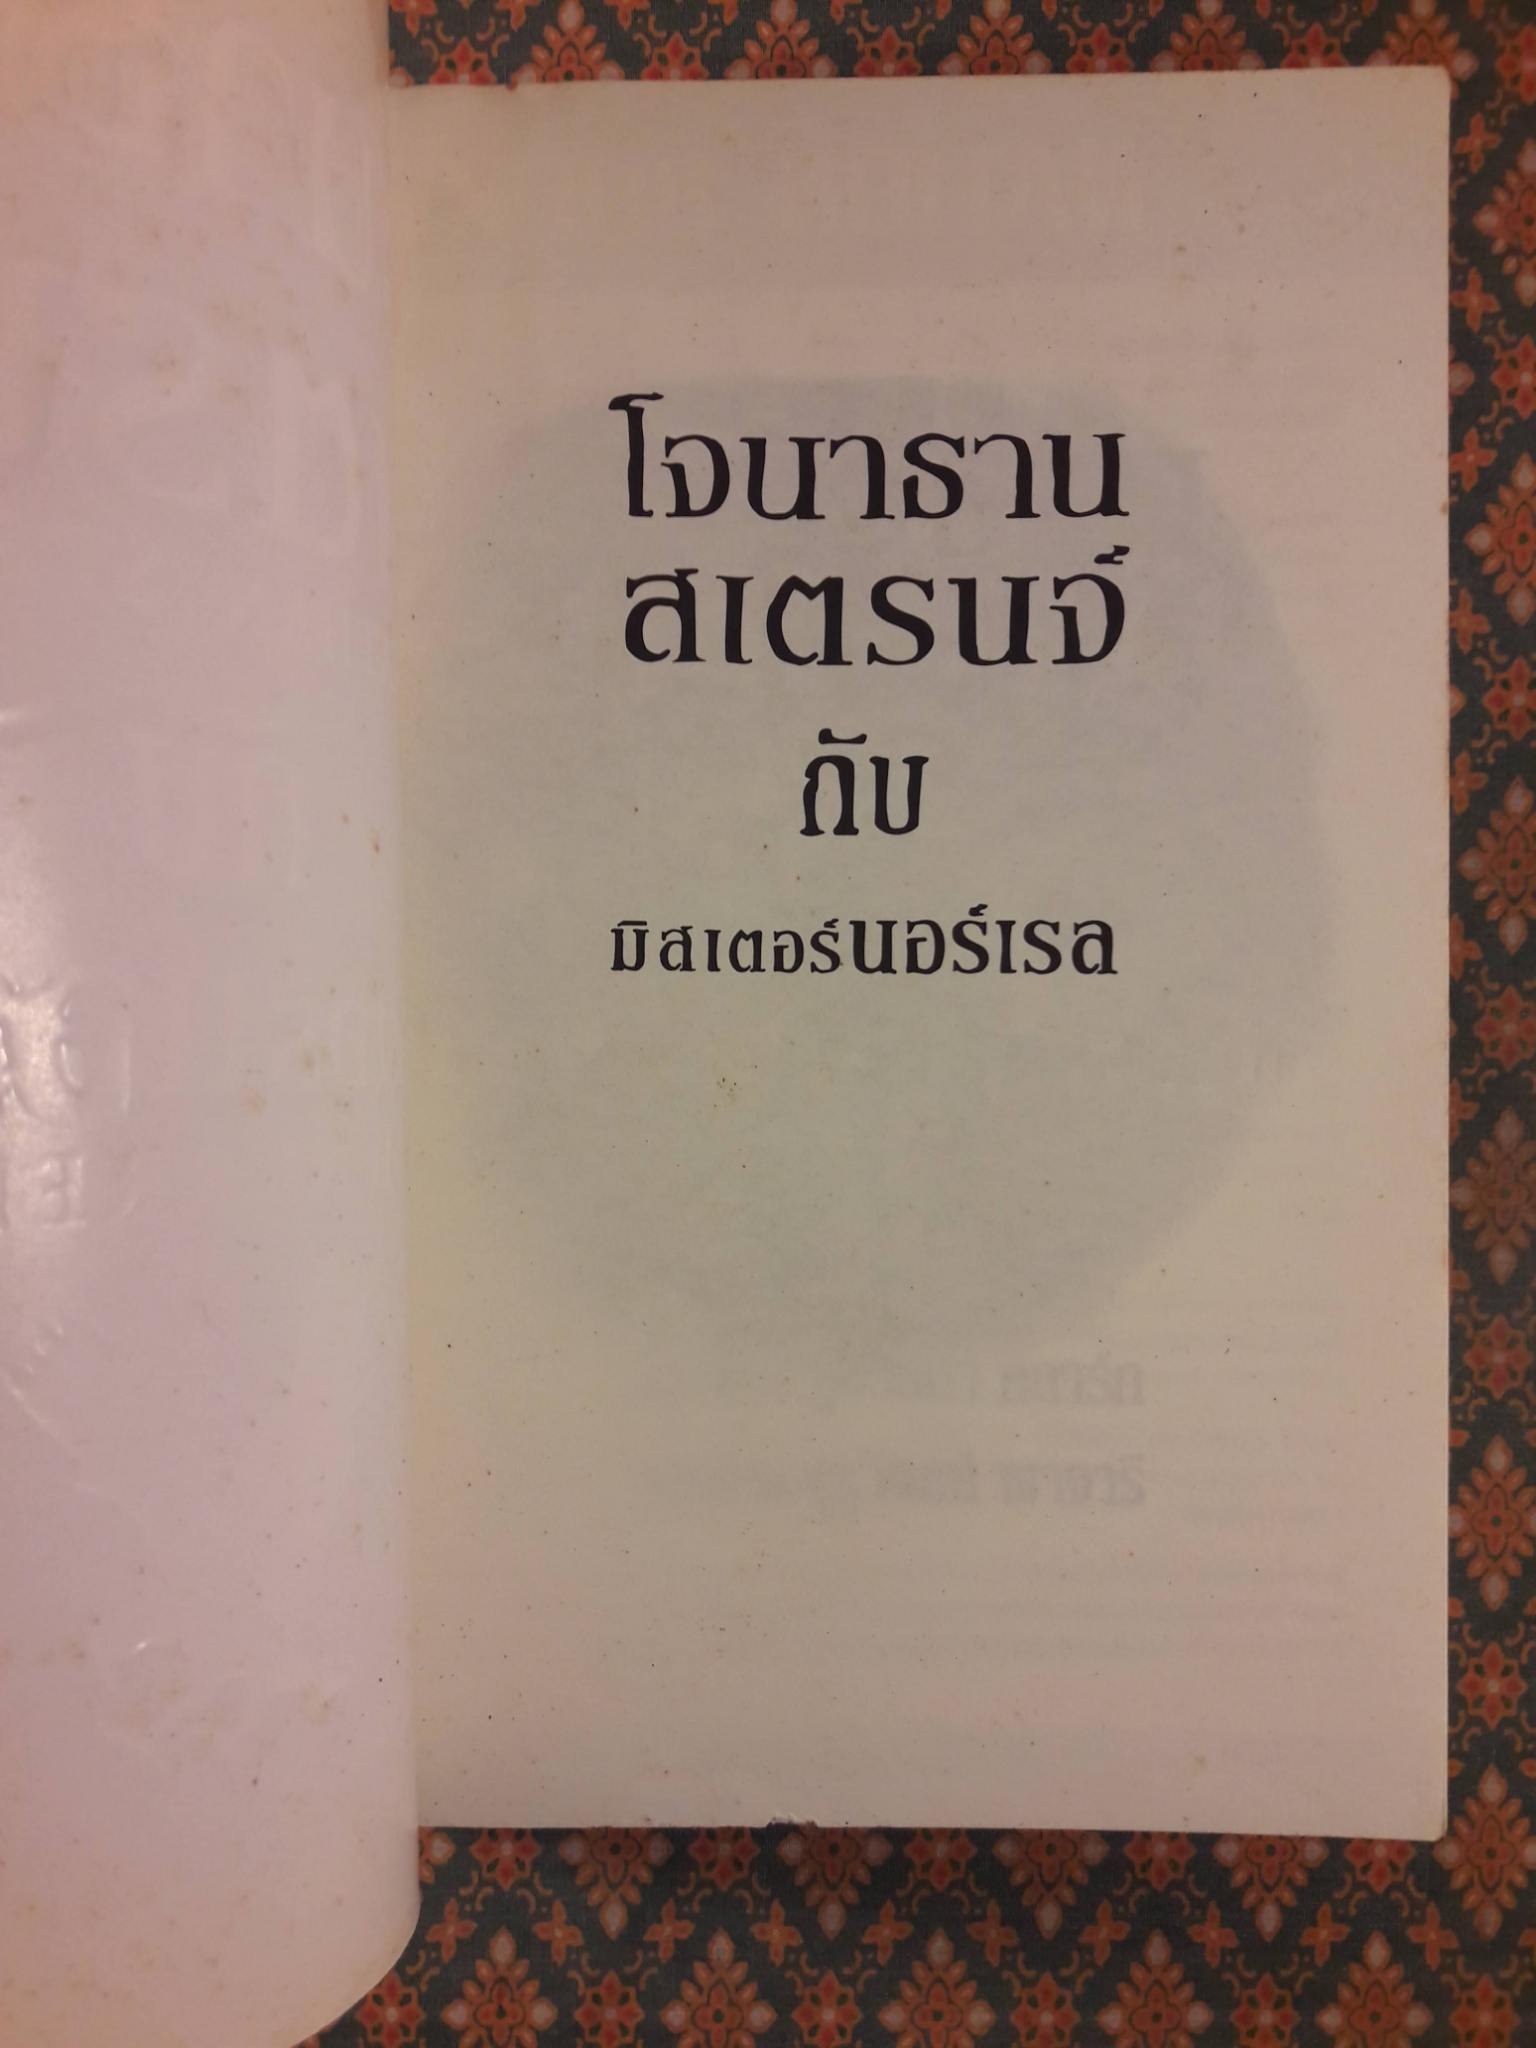 โจนาธาน
สเตรนจ์
กับ
มิสเตอร์นอร์เรล